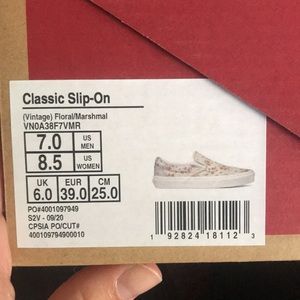 Classic Slip-On
(Vintage) Floral/Marshmal
VN0A38F7VMR
7.0 US MEN
8.5 US WOMEN
UK EUR CM
6.0 39.0 25.0
PO#4001097949
S2V - 09/20
CPSIA PO/CUT#
400109794900010
1 92824 18112 3